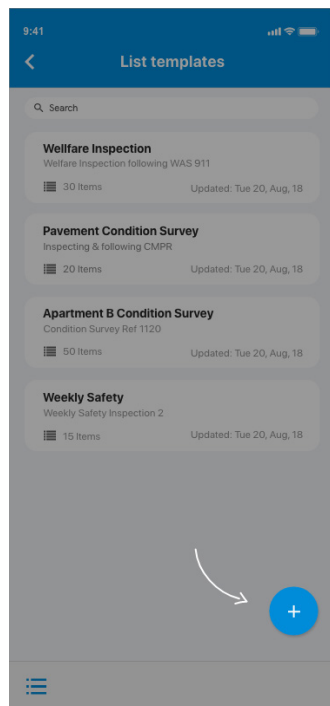 9:41
List templates
Search
Wellfare Inspection
Welfare Inspection following WAS 911
30 Items Updated: Tue 20, Aug, 18
Pavement Condition Survey
Inspecting & following CMPR
20 Items Updated: Tue 20, Aug, 18
Apartment B Condition Survey
Condition Survey Ref 1120
50 Items Updated: Tue 20, Aug, 18
Weekly Safety
Weekly Safety Inspection 2
15 Items Updated: Tue 20, Aug, 18
+